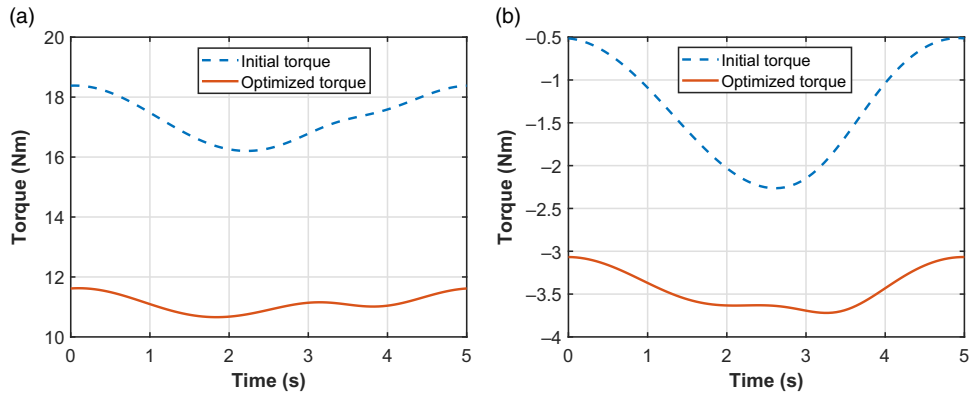 (a)
20
18
16
14
12
10
Torque (Nm)
Initial torque
Optimized torque
0 1 2 3 4 5
Time (s)
(b)
–0.5
–1
–1.5
–2
–2.5
–3
–3.5
–4
Torque (Nm)
Initial torque
Optimized torque
0 1 2 3 4 5
Time (s)